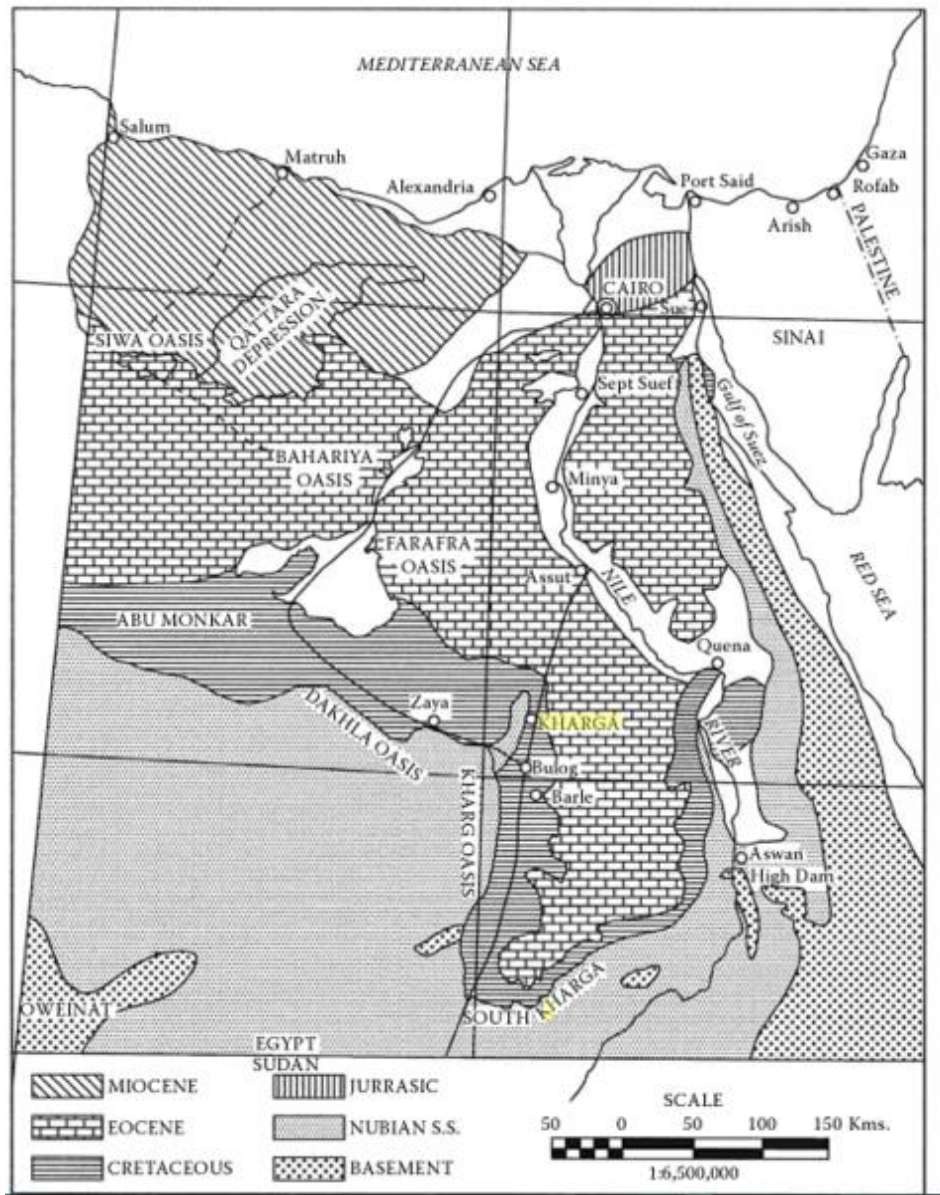 MEDITERRANEAN SEA
Salum
Matruh
Alexandria
Port Said
Gaza
Rofab
Arish
PALESTINE
CAIRO
Sue
SINAI
SIWA OASIS
QATTARA
DEPRESSION
Sept Suef
Gulf of Suez
BAHARIYA
OASIS
Minya
FARAFRA
OASIS
Assut
NILE
RED SEA
ABU MONKAR
Quena
Zaya
DAKHLA OASIS
KHARGA
RIVER
Bulog
KHARG OASIS
Barle
Aswan
High Dam
OWEINAT
SOUTH KHARGA
EGYPT
SUDAN
MIOCENE
JURRASIC
EOCENE
NUBIAN S.S.
CRETACEOUS
BASEMENT
SCALE
50 0 50 100 150 Kms.
1:6,500,000